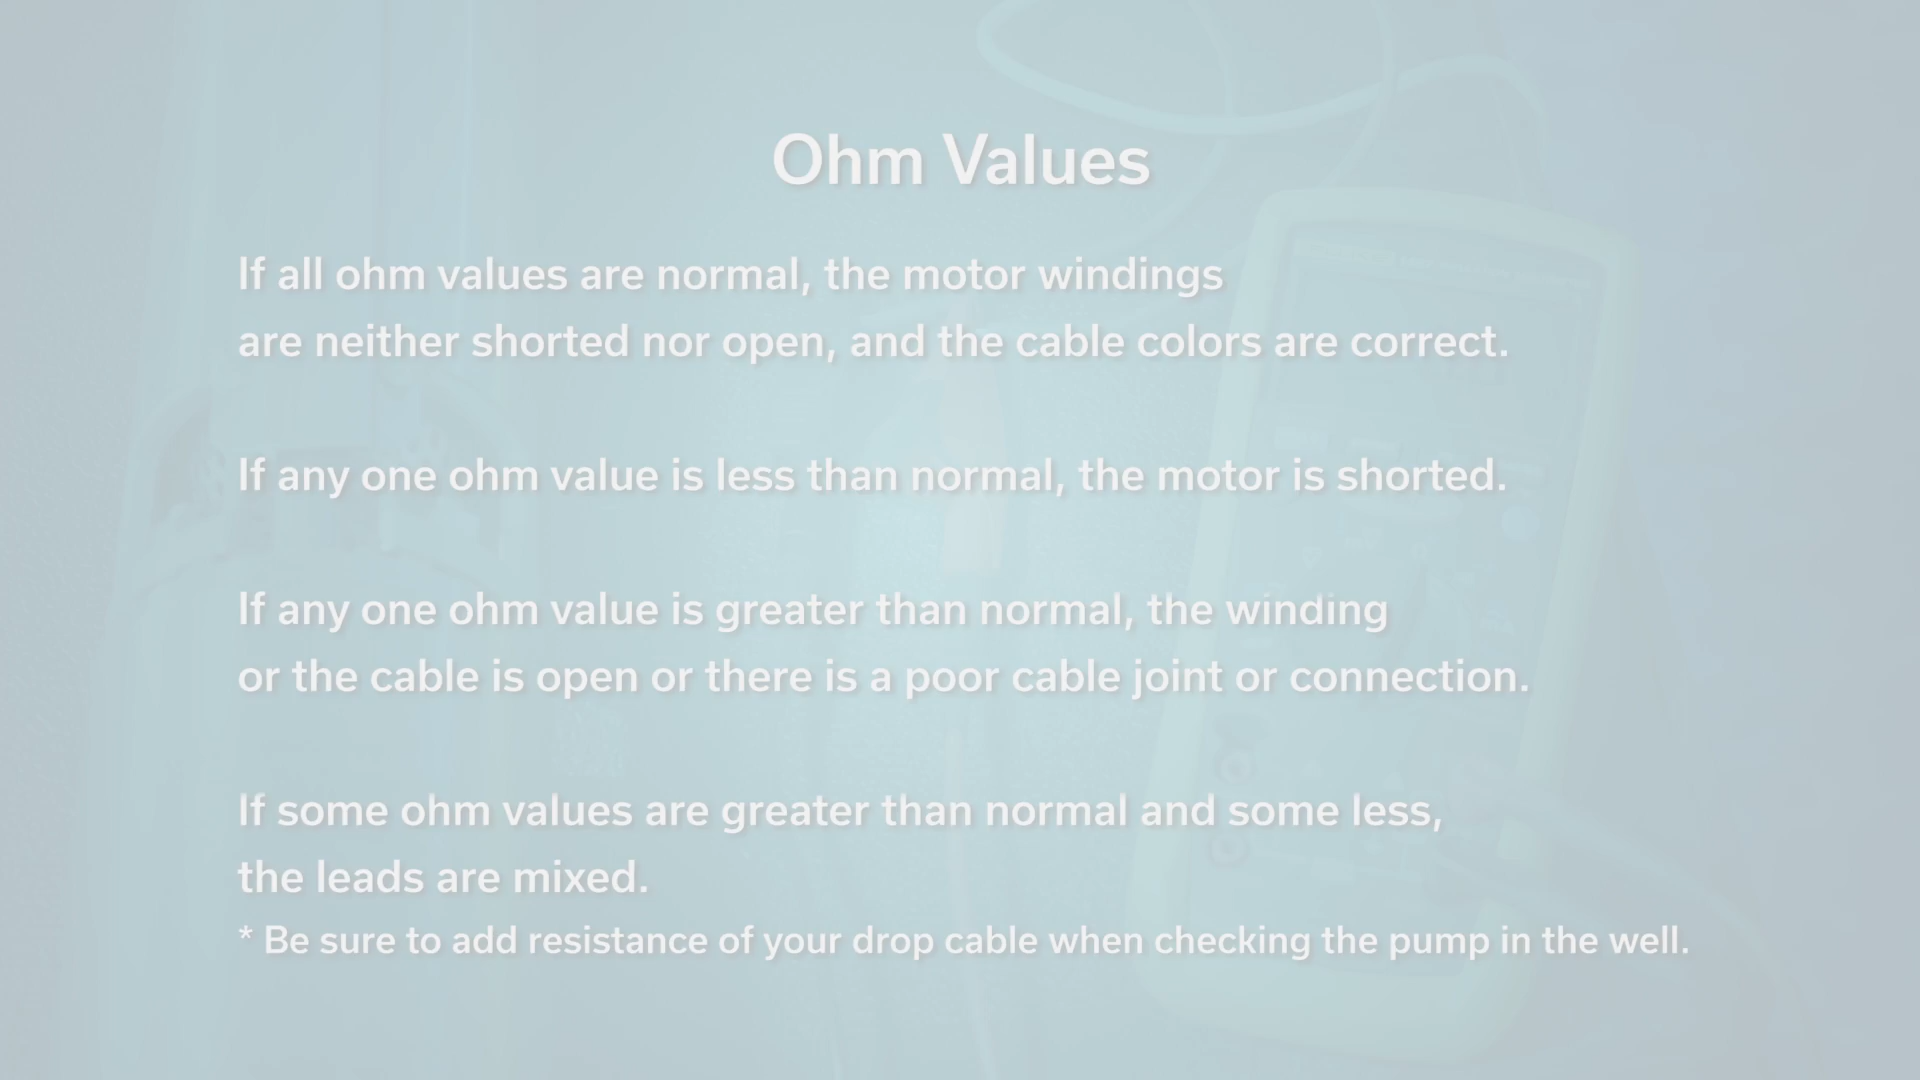 Ohm Values
If all ohm values are normal, the motor windings
are neither shorted nor open, and the cable colors are correct.
If any one ohm value is less than normal, the motor is shorted.
If any one ohm value is greater than normal, the winding
or the cable is open or there is a poor cable joint or connection.
If some ohm values are greater than normal and some less,
the leads are mixed.
* Be sure to add resistance of your drop cable when checking the pump in the well.